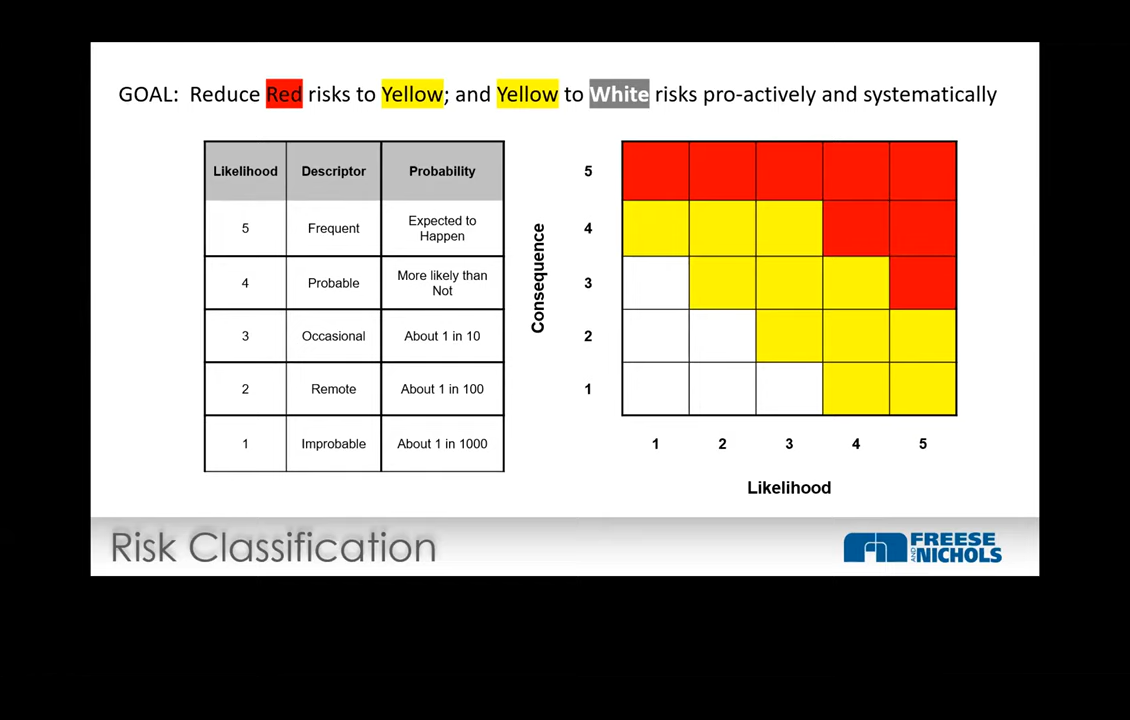 GOAL: Reduce Red risks to Yellow; and Yellow to White risks pro-actively and systematically
Likelihood Descriptor Probability
5 Frequent Expected to
Happen
4 Probable More likely than
Not
3 Occasional About 1 in 10
2 Remote About 1 in 100
1 Improbable About 1 in 1000
Consequence
5
4
3
2
1
1 2 3 4 5
Likelihood
Risk Classification
FREESE
AND NICHOLS